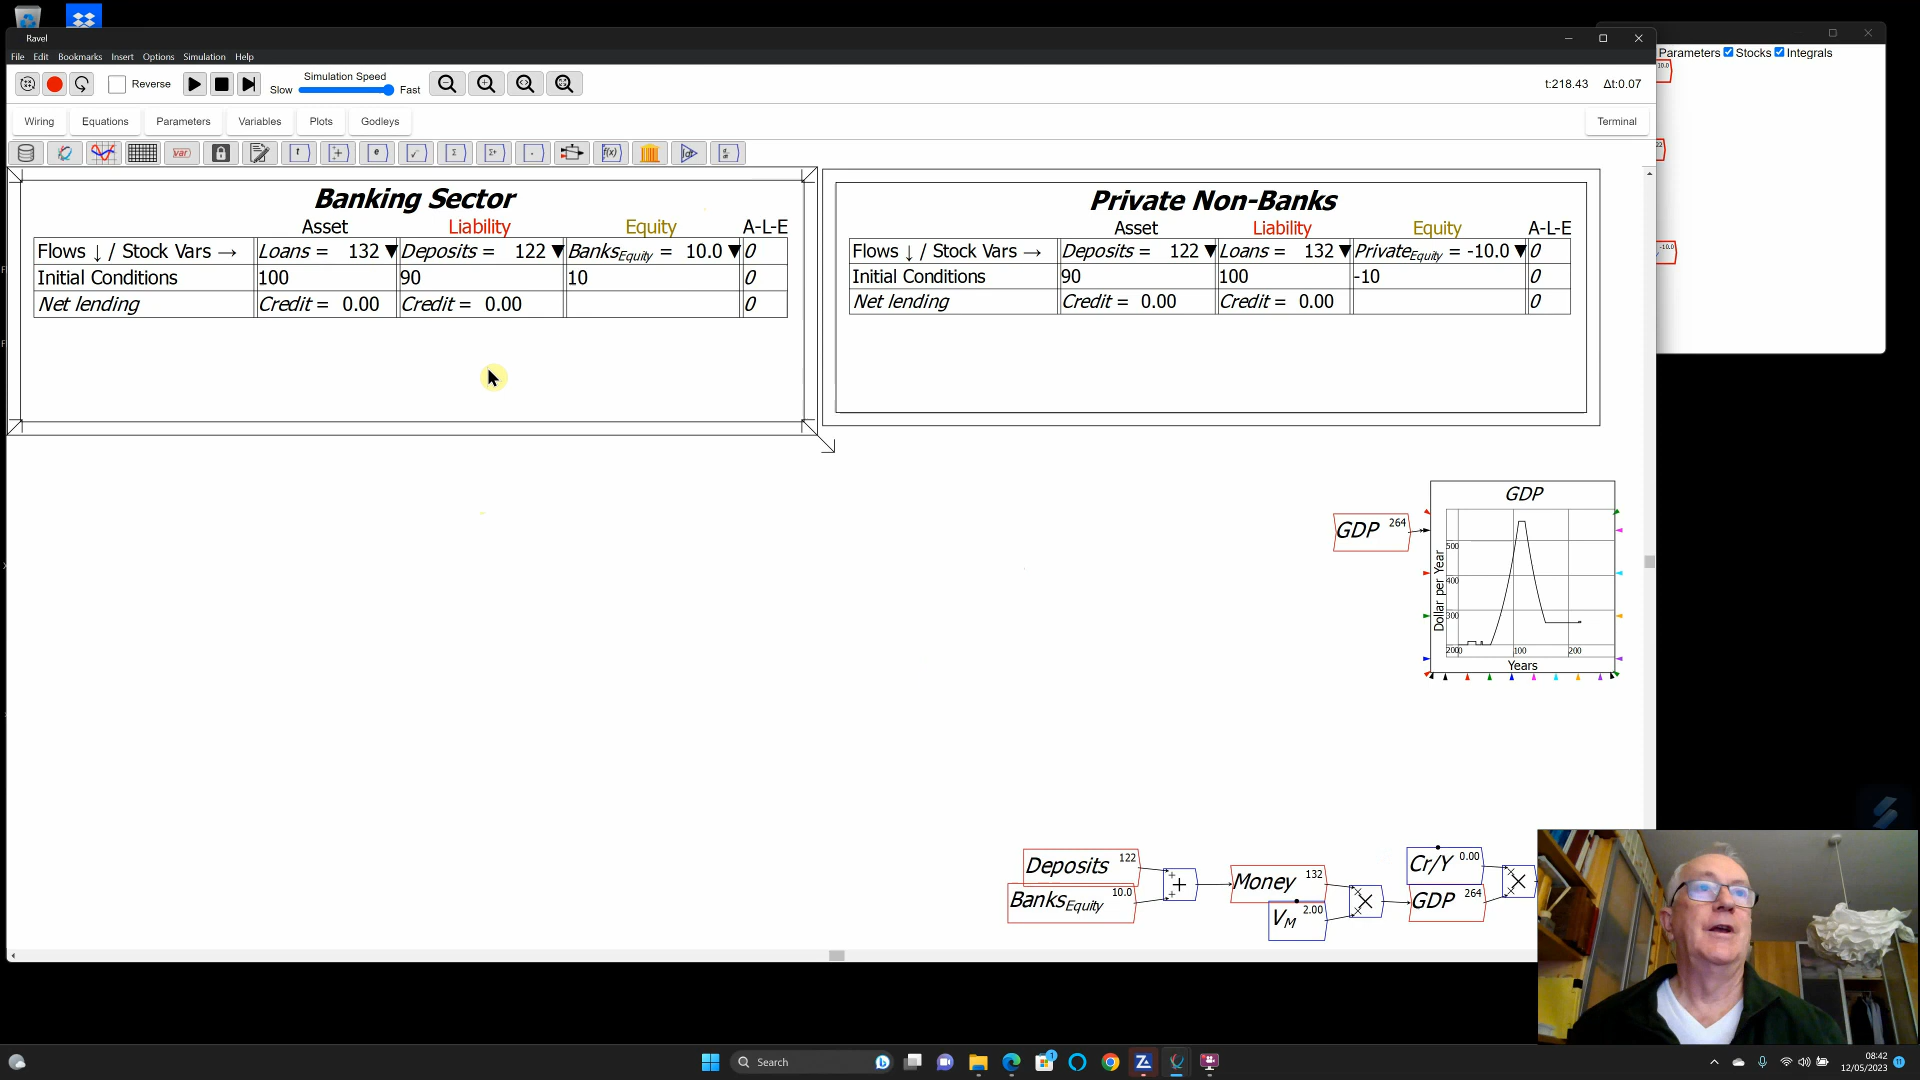 Ravel
File Edit Bookmarks Insert Options Simulation Help
Parameters Stocks Integrals
Reverse
Simulation Speed
Slow Fast
t:218.43 Δt:0.07
Wiring Equations Parameters Variables Plots Godleys Terminal
var
Banking Sector
Asset Liability Equity A-L-E
Flows ↓ / Stock Vars → Loans = 132 ▼ Deposits = 122 ▼ BanksEquity = 10.0 ▼ 0
Initial Conditions 100 90 10 0
Net lending Credit = 0.00 Credit = 0.00 0
Private Non-Banks
Asset Liability Equity A-L-E
Flows ↓ / Stock Vars → Deposits = 122 ▼ Loans = 132 ▼ PrivateEquity = -10.0 ▼ 0
Initial Conditions 90 100 -10 0
Net lending Credit = 0.00 Credit = 0.00 0
GDP 264
GDP
Dollar per Year
500
400
300
200
100
200
Years
Deposits 122
BanksEquity 10.0
+
Money 132
VM 2.00
×
Cr/Y 0.00
GDP 264
×
Search
08:42
12/05/2023